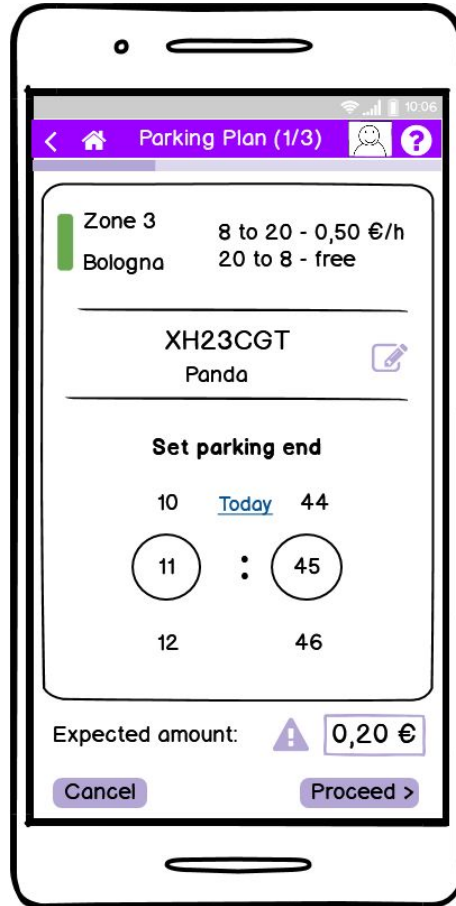 10:06
Parking Plan (1/3) ?
Zone 3
Bologna
8 to 20 - 0,50 €/h
20 to 8 - free
XH23CGT
Panda
Set parking end
10 Today 44
11 : 45
12 46
Expected amount: 0,20 €
Cancel Proceed >